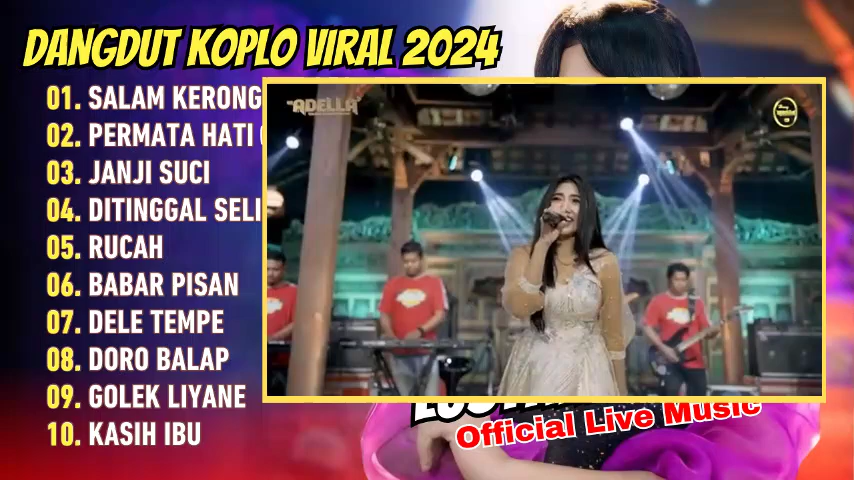 DANGDUT KOPLO VIRAL 2024
01. SALAM KERONG
02. PERMATA HATI
03. JANJI SUCI
04. DITINGGAL SELI
05. RUCAH
06. BABAR PISAN
07. DELE TEMPE
08. DORO BALAP
09. GOLEK LIYANE
10. KASIH IBU
ADELLA
Official Live Music